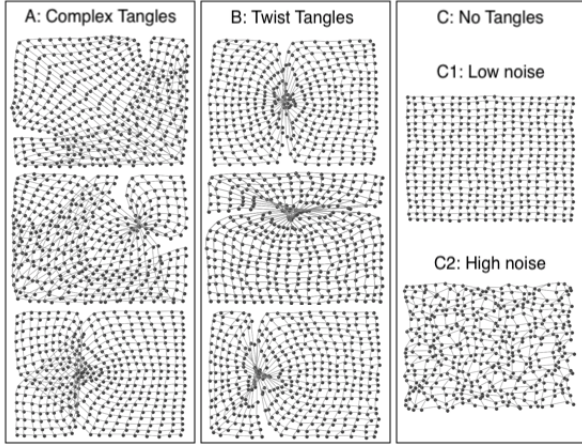 A: Complex Tangles
B: Twist Tangles
C: No Tangles
C1: Low noise
C2: High noise